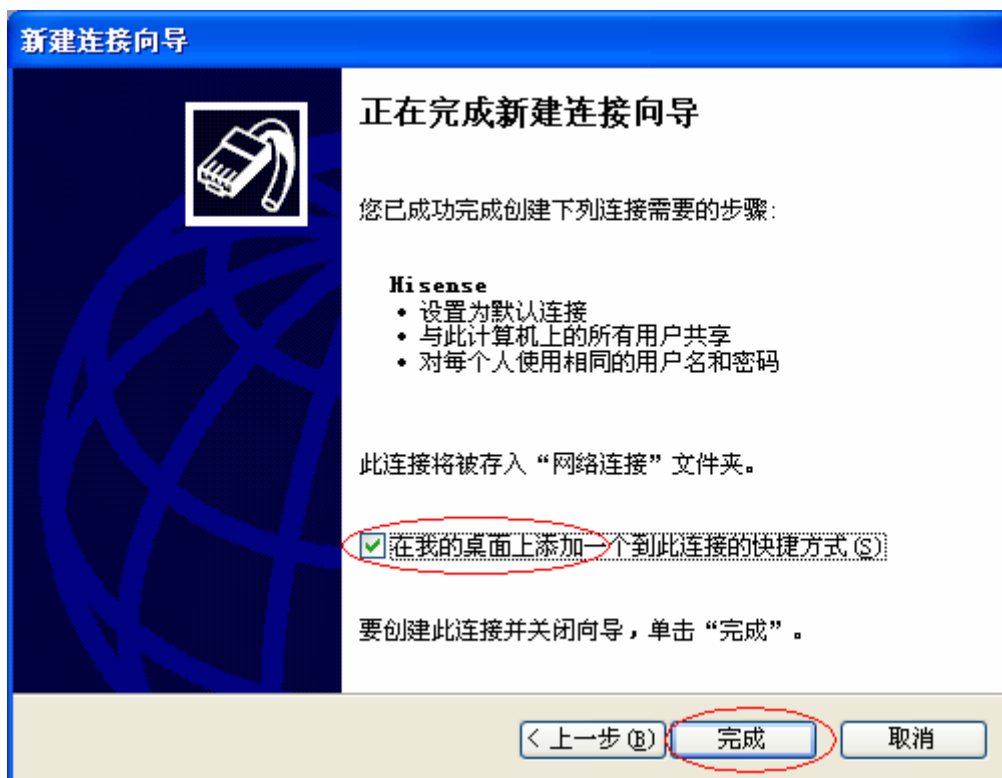 新建连接向导
正在完成新建连接向导
您已成功完成创建下列连接需要的步骤:
Hisense
• 设置为默认连接
• 与此计算机上的所有用户共享
• 对每个人使用相同的用户名和密码
此连接将被存入“网络连接”文件夹。
在我的桌面上添加一个到此连接的快捷方式(S)
要创建此连接并关闭向导，单击“完成”。
< 上一步(B)
完成
取消